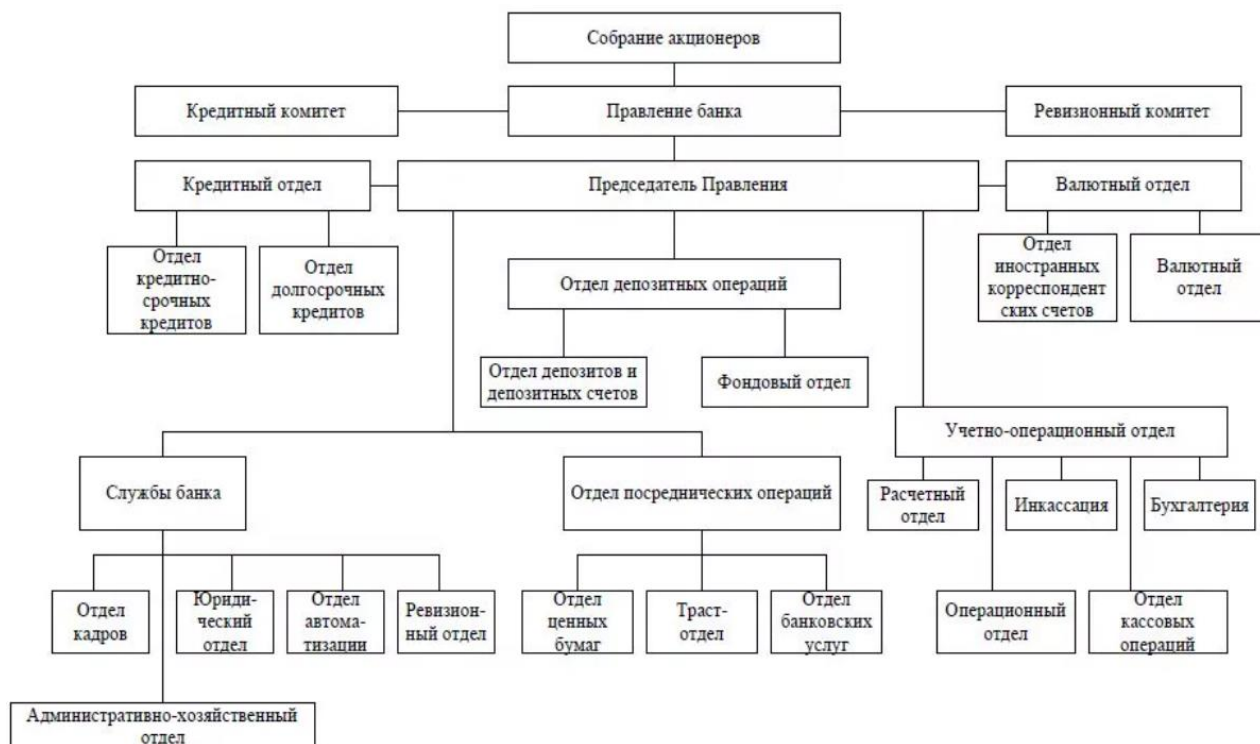 Собрание акционеров
Кредитный комитет
Правление банка
Ревизионный комитет
Кредитный отдел
Председатель Правления
Валютный отдел
Отдел
кредитно-
срочных
кредитов
Отдел
долгосрочных
кредитов
Отдел депозитных операций
Отдел
иностранных
корреспондент
ских счетов
Валютный
отдел
Отдел депозитов и
депозитных счетов
Фондовый отдел
Учетно-операционный отдел
Службы банка
Отдел посреднических операций
Расчетный
отдел
Инкассация
Бухгалтерия
Отдел
кадров
Юриди-
ческий
отдел
Отдел
автома-
тизации
Ревизион-
ный отдел
Отдел
ценных
бумаг
Траст-
отдел
Отдел
банковских
услуг
Операционный
отдел
Отдел
кассовых
операций
Административно-хозяйственный
отдел